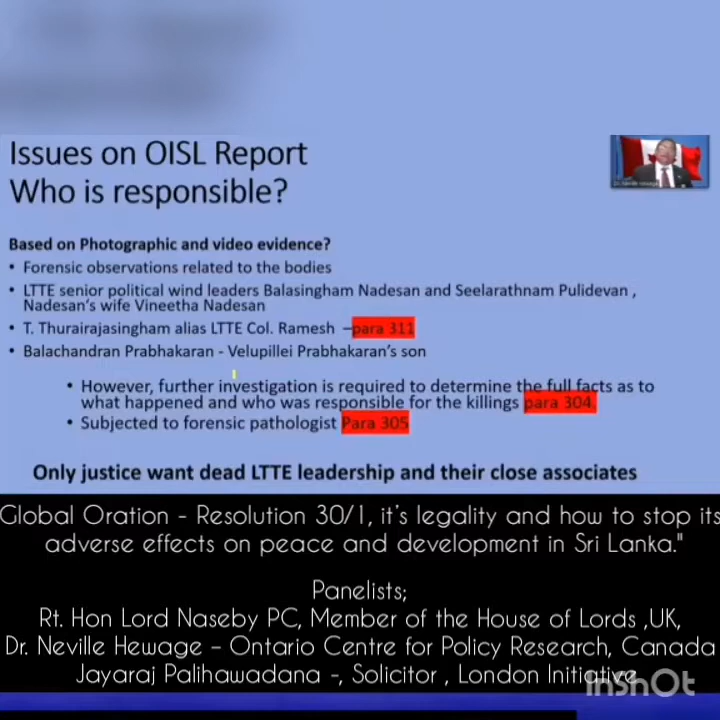 Issues on OISL Report
Who is responsible?
Based on Photographic and video evidence?
• Forensic observations related to the bodies
• LTTE senior political wind leaders Balasingham Nadesan and Seelarathnam Pulidevan ,
Nadesan's wife Vineetha Nadesan
• T. Thurairajasingham alias LTTE Col. Ramesh –para 311
• Balachandran Prabhakaran - Velupillei Prabhakaran's son
• However, further investigation is required to determine the full facts as to
what happened and who was responsible for the killings para 304.
• Subjected to forensic pathologist Para 305
Only justice want dead LTTE leadership and their close associates
Global Oration - Resolution 30/1, it's legality and how to stop its
adverse effects on peace and development in Sri Lanka."
Panelists;
Rt. Hon Lord Naseby PC, Member of the House of Lords ,UK,
Dr. Neville Hewage – Ontario Centre for Policy Research, Canada
Jayaraj Palihawadana -, Solicitor , London Initiative
InShOt